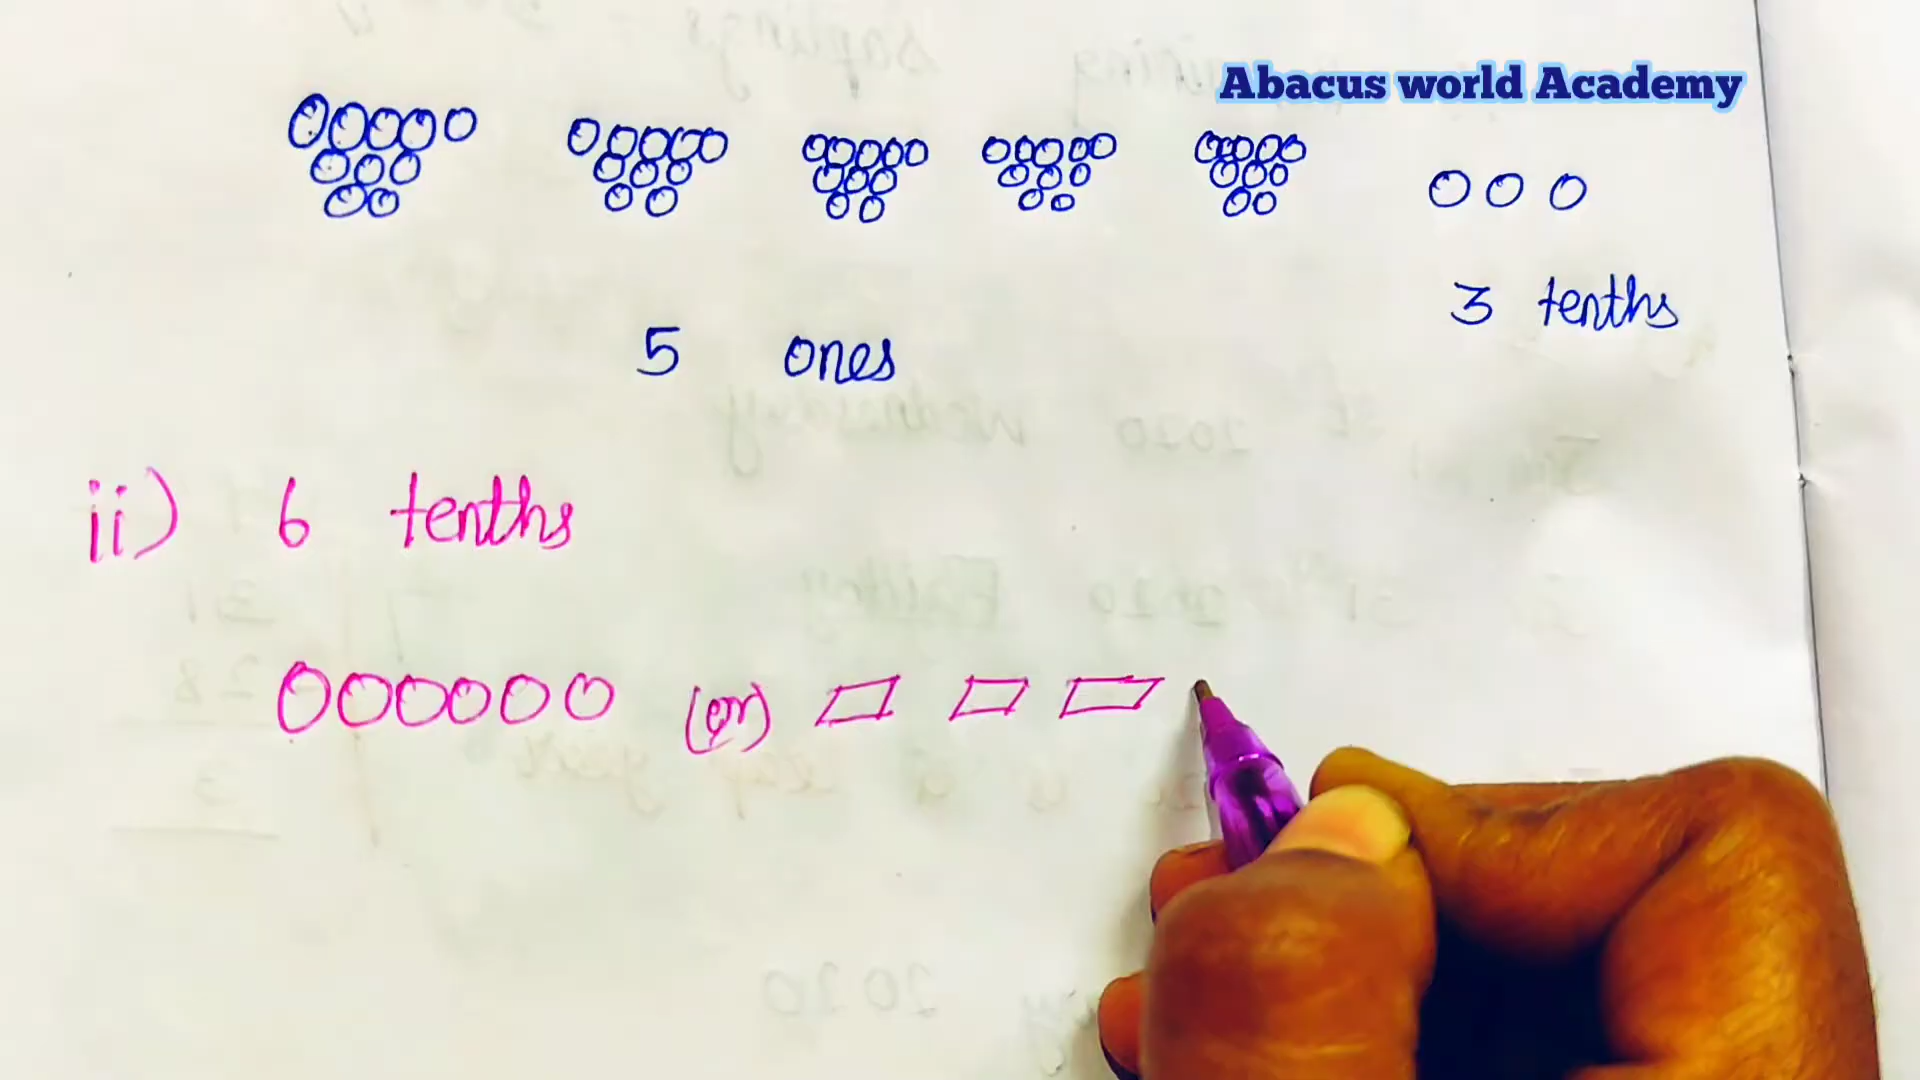 Abacus world Academy
3 tenths
5 ones
ii) 6 tenths
(or)